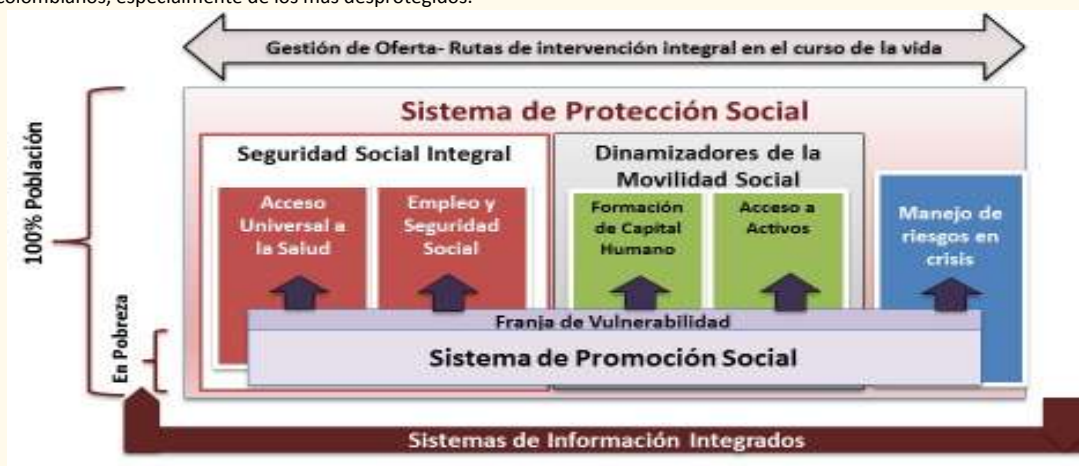 colombianos, especialmente de los más desprotegidos.
Gestión de Oferta- Rutas de intervención integral en el curso de la vida
Sistema de Protección Social
Seguridad Social Integral
Acceso
Universal a
la Salud
Empleo y
Seguridad
Social
Dinamizadores de la
Movilidad Social
Formación
de Capital
Humano
Acceso a
Activos
Manejo de
riesgos en
crisis
Franja de Vulnerabilidad
Sistema de Promoción Social
100% Población
En Pobreza
Sistemas de Información Integrados